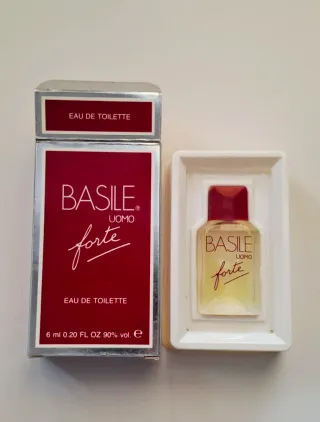 EAU DE TOILETTE
BASILE®
UOMO
forte
EAU DE TOILETTE
6 ml 0.20 FL OZ 90% vol. ℮
BASILE
UOMO
forte